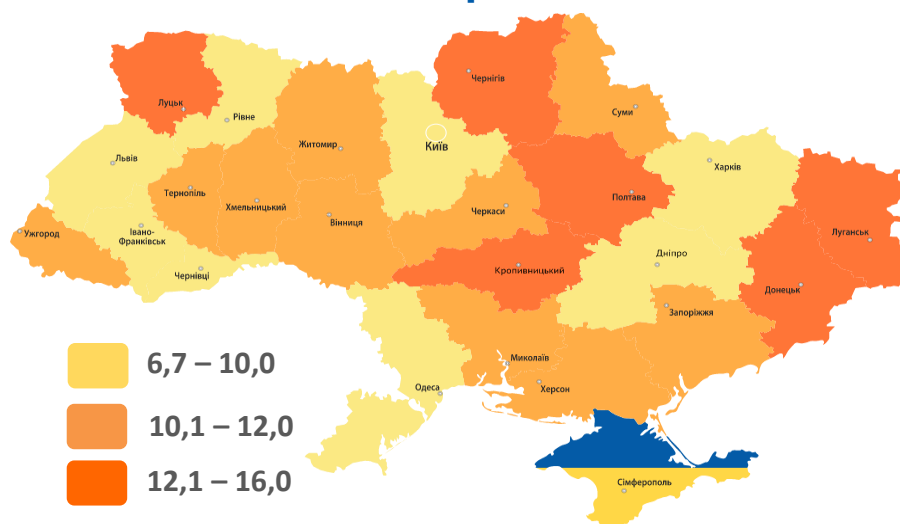 Чернігів
Луцьк
Суми
Рівне
Житомир
Київ
Львів
Харків
Тернопіль
Полтава
Хмельницький
Черкаси
Вінниця
Ужгород
Івано-
Франківськ
Луганськ
Дніпро
Чернівці
Кропивницький
Донецьк
Запоріжжя
Миколаїв
6,7 – 10,0
Одеса
Херсон
10,1 – 12,0
12,1 – 16,0
Сімферополь